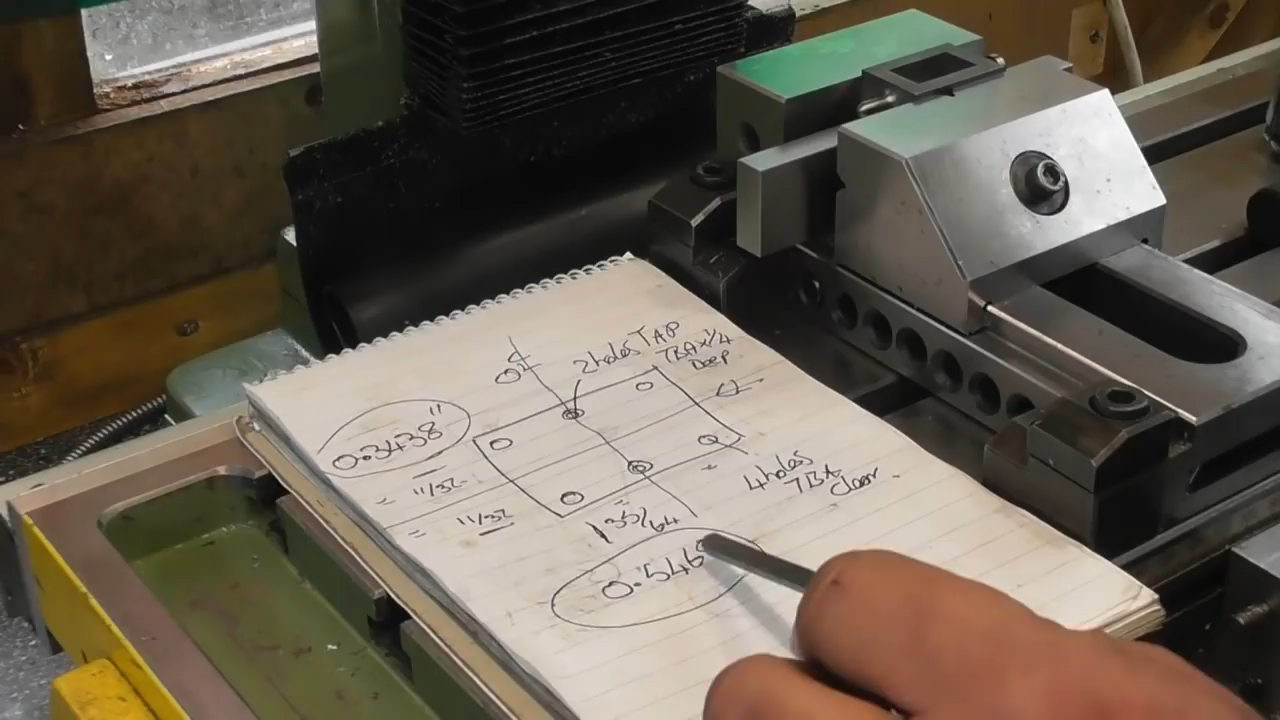 2 holes TAP
7BA x 1/4
Deep
0.3438"
= 11/32
= 11/32
4 holes
7BA
Clear.
1 35/64
0.546